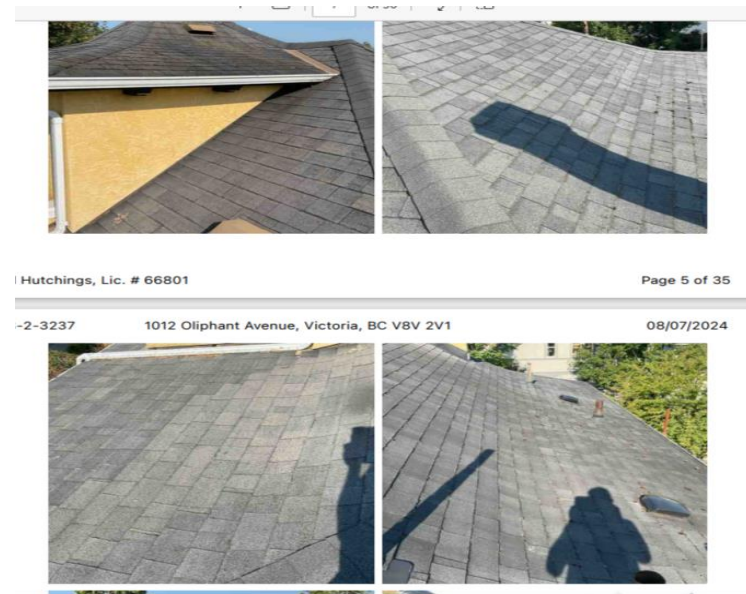 Hutchings, Lic. # 66801 Page 5 of 35
-2-3237 1012 Oliphant Avenue, Victoria, BC V8V 2V1 08/07/2024